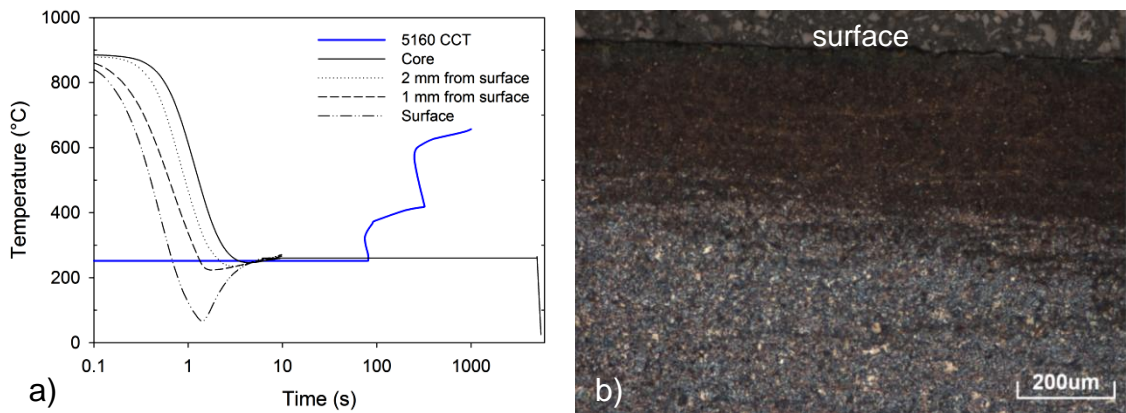 1000
800
600
400
200
0
Temperature (°C)
5160 CCT
Core
2 mm from surface
1 mm from surface
Surface
0.1
1
10
100
1000
Time (s)
a)
surface
200um
b)